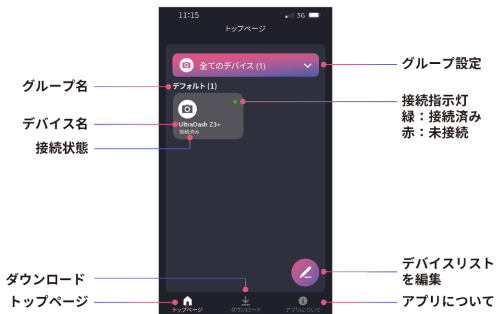 11:15
5G
トップページ
全てのデバイス (1)
グループ設定
グループ名
デフォルト (1)
接続指示灯
緑：接続済み
赤：未接続
デバイス名
UltraDash Z3+
接続状態
接続済み
デバイスリスト
を編集
ダウンロード
トップページ
トップページ
ダウンロード
アプリについて
アプリについて